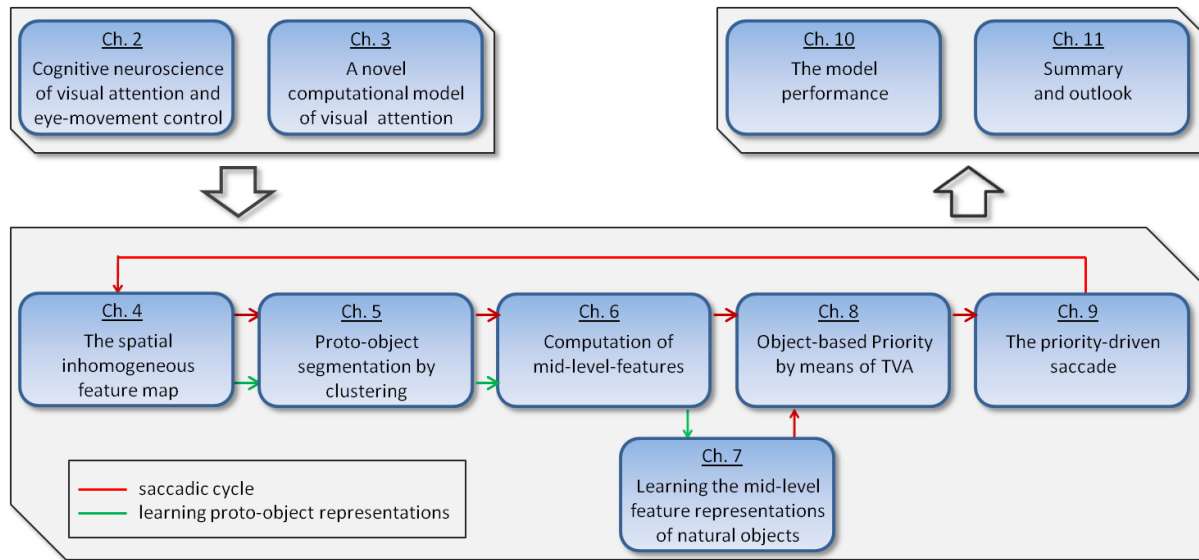 Ch. 2
Cognitive neuroscience
of visual attention and
eye-movement control
Ch. 3
A novel
computational model
of visual attention
Ch. 10
The model
performance
Ch. 11
Summary
and outlook
Ch. 4
The spatial
inhomogeneous
feature map
Ch. 5
Proto-object
segmentation by
clustering
Ch. 6
Computation of
mid-level-features
Ch. 8
Object-based Priority
by means of TVA
Ch. 9
The priority-driven
saccade
Ch. 7
Learning the mid-level
feature representations
of natural objects
saccadic cycle
learning proto-object representations